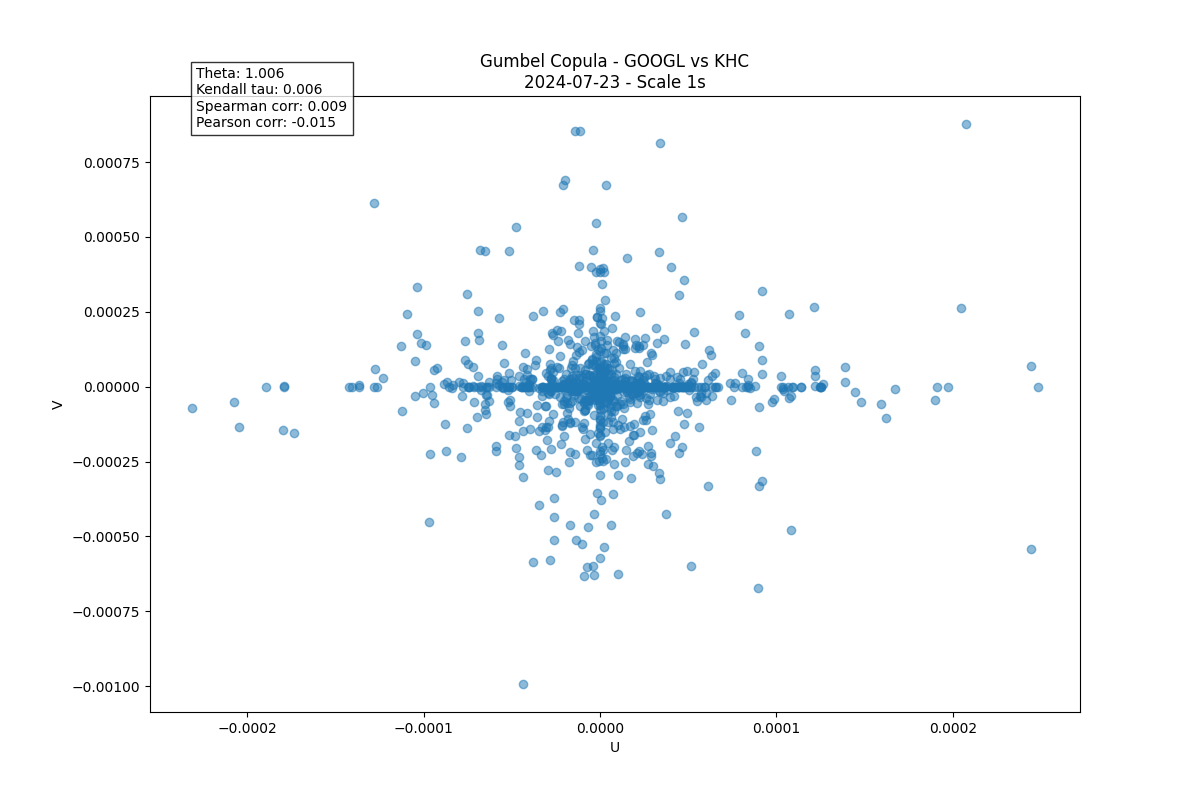 Gumbel Copula - GOOGL vs KHC
2024-07-23 - Scale 1s
Theta: 1.006
Kendall tau: 0.006
Spearman corr: 0.009
Pearson corr: -0.015
0.00075
0.00050
0.00025
0.00000
−0.00025
−0.00050
−0.00075
−0.00100
V
−0.0002
−0.0001
0.0000
0.0001
0.0002
U